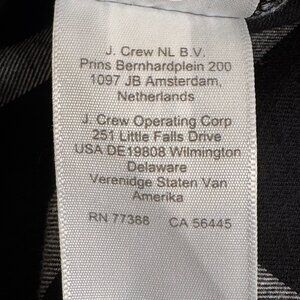 J. Crew NL B.V.
Prins Bernhardplein 200
1097 JB Amsterdam,
Netherlands
J. Crew Operating Corp
251 Little Falls Drive
USA DE19808 Wilmington
Delaware
Verenidge Staten Van
Amerika
RN 77388 CA 56445